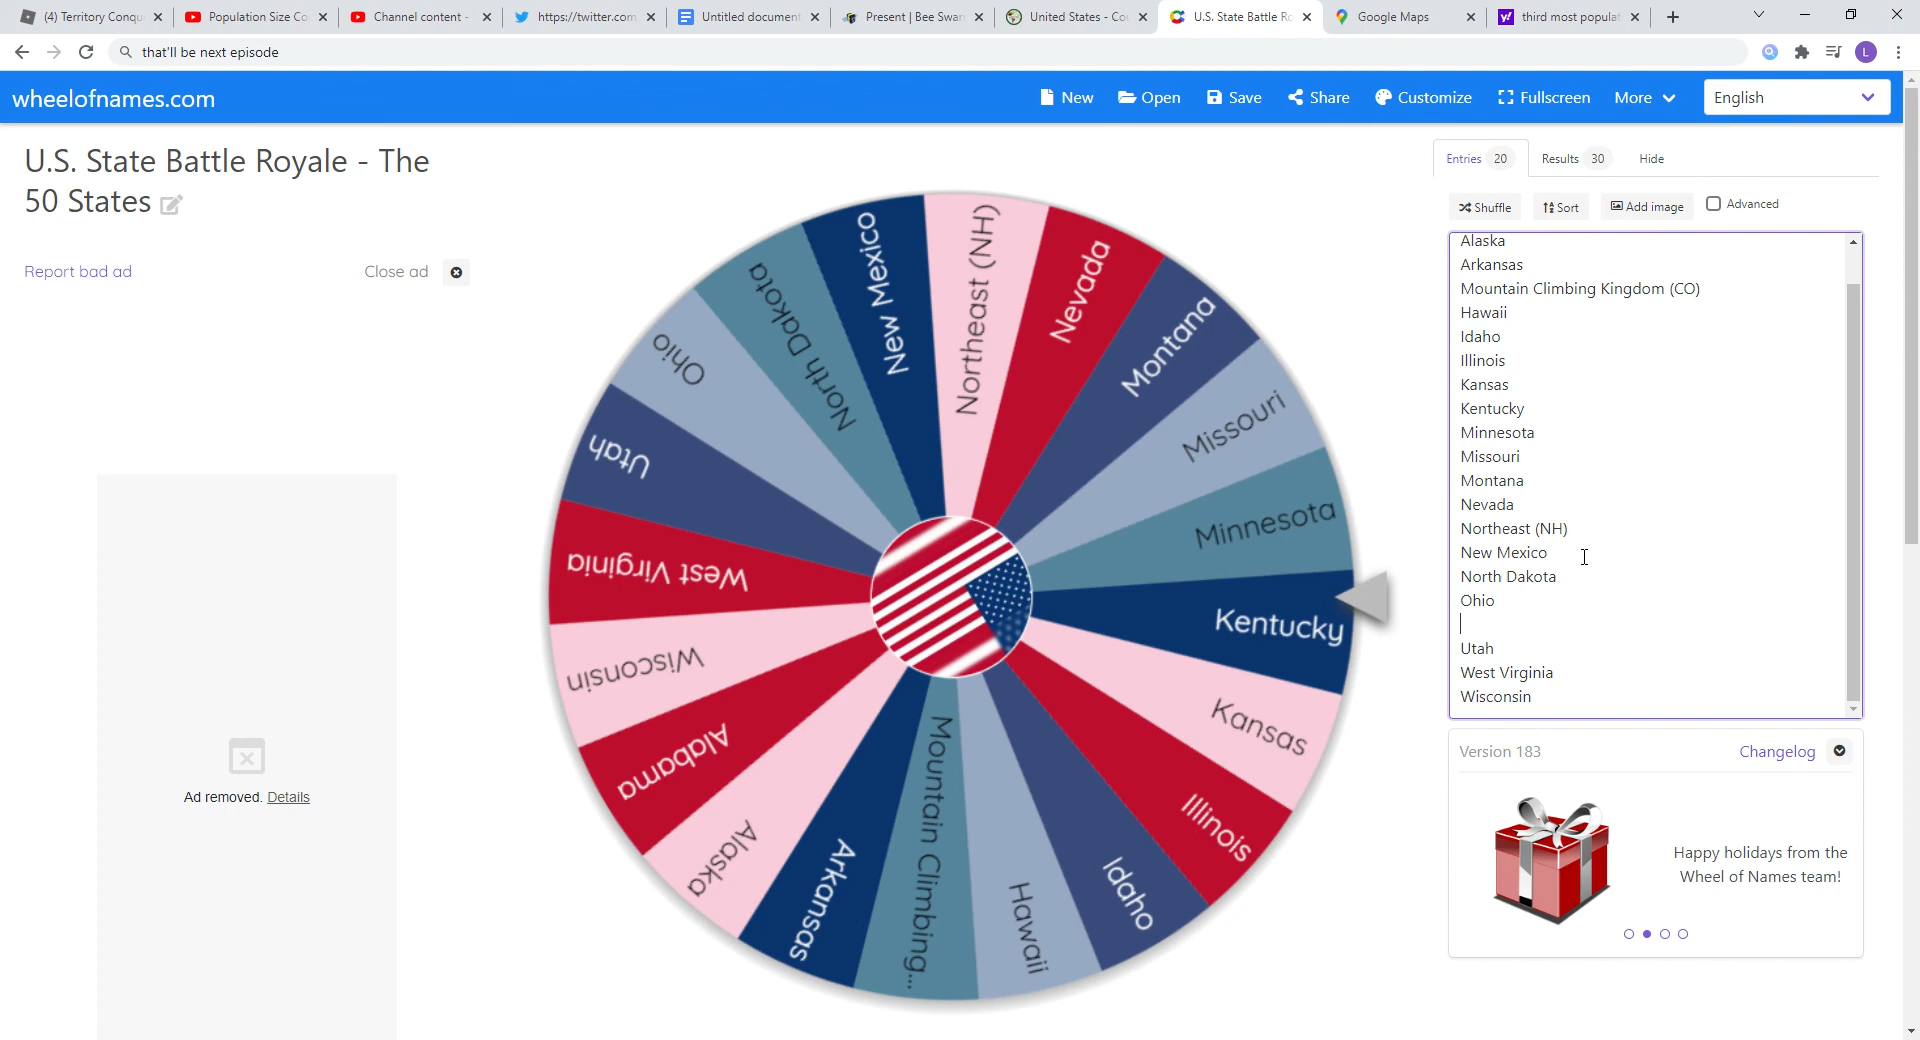 (4) Territory Conqu
Population Size Co
Channel content -
https://twitter.com
Untitled document
Present | Bee Swar
United States - Co
U.S. State Battle Ro
Google Maps
third most populat
that'll be next episode
L
wheelofnames.com
New
Open
Save
Share
Customize
Fullscreen
More
English
U.S. State Battle Royale - The
50 States
Report bad ad
Close ad
Ad removed. Details
New Mexico
Northeast (NH)
Nevada
Montana
Missouri
Minnesota
Kentucky
Kansas
Illinois
Idaho
Hawaii
Mountain Climbing...
Arkansas
Alaska
Alabama
Wisconsin
West Virginia
Utah
Ohio
North Dakota
Entries 20
Results 30
Hide
Shuffle
Sort
Add image
Advanced
Alaska
Arkansas
Mountain Climbing Kingdom (CO)
Hawaii
Idaho
Illinois
Kansas
Kentucky
Minnesota
Missouri
Montana
Nevada
Northeast (NH)
New Mexico
North Dakota
Ohio
Utah
West Virginia
Wisconsin
Version 183
Changelog
Happy holidays from the
Wheel of Names team!